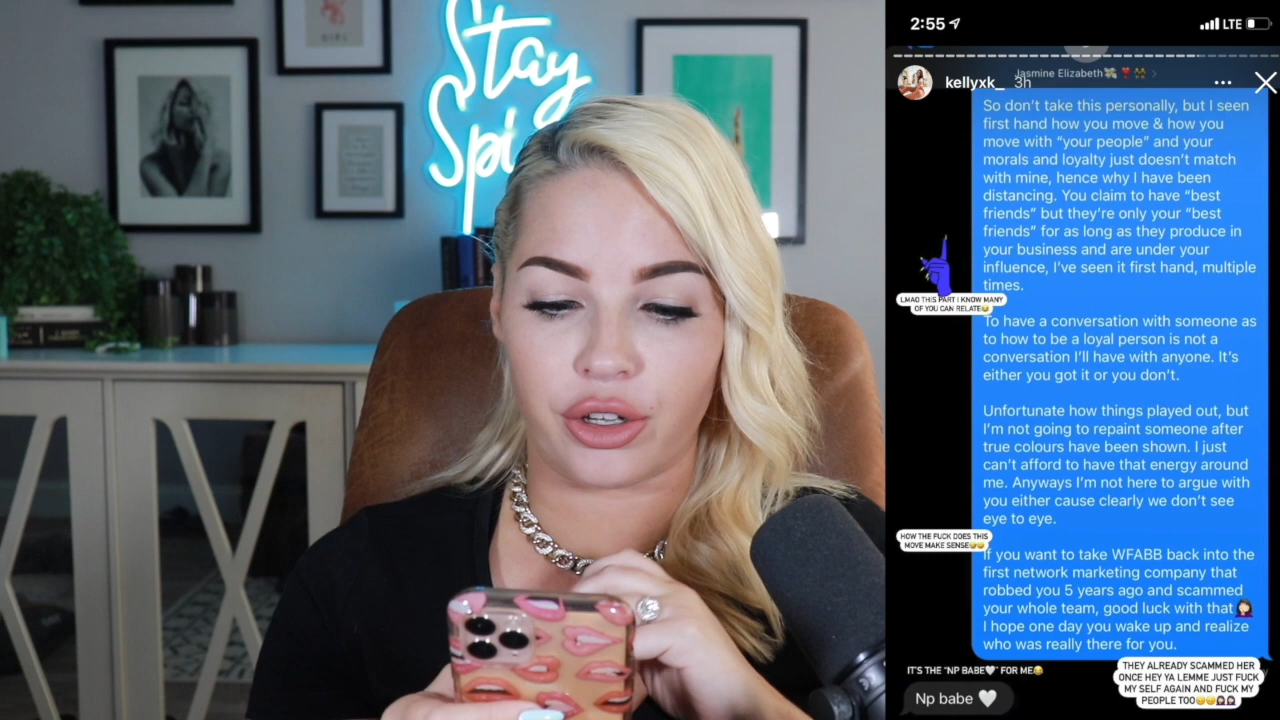 Stay
Spi
GIRL
2:55
LTE
Jasmine Elizabeth💸❣️👯
kellyxk_ 3h
So don't take this personally, but I seen
first hand how you move & how you
move with "your people" and your
morals and loyalty just doesn't match
with mine, hence why I have been
distancing. You claim to have "best
friends" but they're only your "best
friends" for as long as they produce in
your business and are under your
influence, I've seen it first hand, multiple
times.
LMAO THIS PART I KNOW MANY
OF YOU CAN RELATE😂
To have a conversation with someone as
to how to be a loyal person is not a
conversation I'll have with anyone. It's
either you got it or you don't.
Unfortunate how things played out, but
I'm not going to repaint someone after
true colours have been shown. I just
can't afford to have that energy around
me. Anyways I'm not here to argue with
you either cause clearly we don't see
eye to eye.
HOW THE FUCK DOES THIS
MOVE MAKE SENSE😂😂
If you want to take WFABB back into the
first network marketing company that
robbed you 5 years ago and scammed
your whole team, good luck with that🤦🏻‍♀️
I hope one day you wake up and realize
who was really there for you.
IT'S THE "NP BABE🤍" FOR ME😂
Np babe 🤍
THEY ALREADY SCAMMED HER
ONCE HEY YA LEMME JUST FUCK
MY SELF AGAIN AND FUCK MY
PEOPLE TOO😂😂🤦🏻‍♀️🤦🏻‍♀️